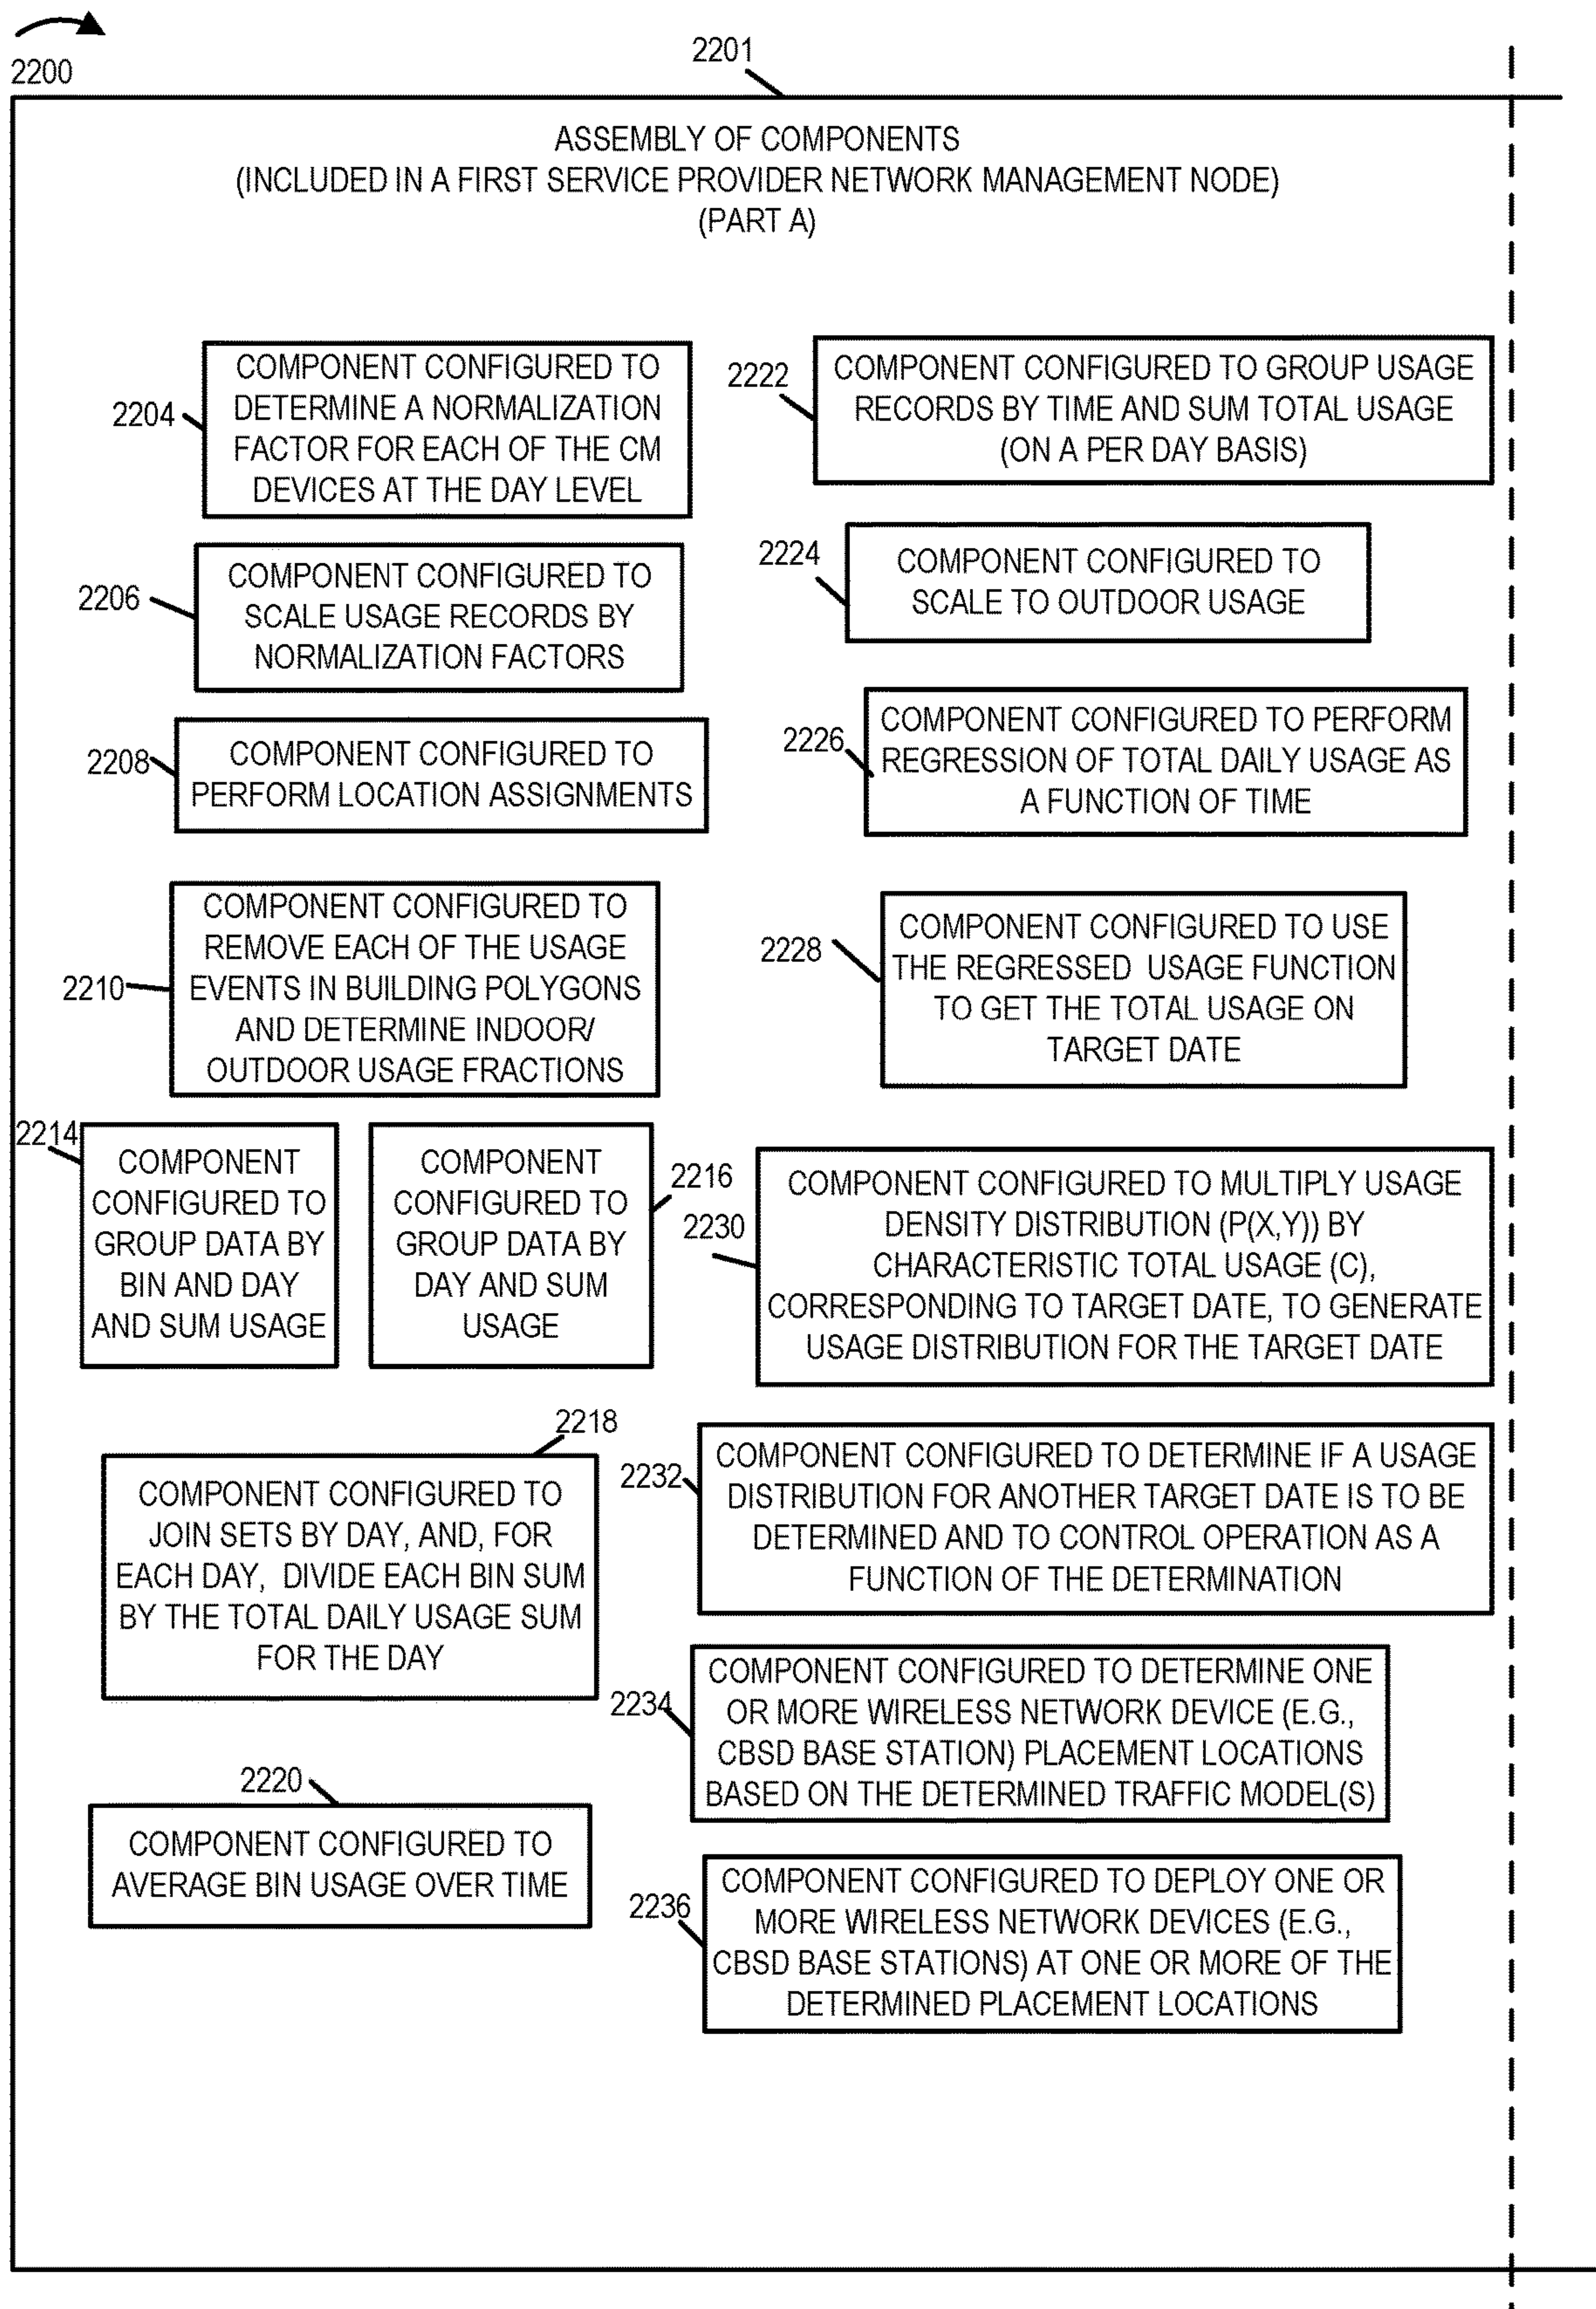 2200
2201
ASSEMBLY OF COMPONENTS
(INCLUDED IN A FIRST SERVICE PROVIDER NETWORK MANAGEMENT NODE)
(PART A)
2204
COMPONENT CONFIGURED TO
DETERMINE A NORMALIZATION
FACTOR FOR EACH OF THE CM
DEVICES AT THE DAY LEVEL
2206
COMPONENT CONFIGURED TO
SCALE USAGE RECORDS BY
NORMALIZATION FACTORS
2208
COMPONENT CONFIGURED TO
PERFORM LOCATION ASSIGNMENTS
2210
COMPONENT CONFIGURED TO
REMOVE EACH OF THE USAGE
EVENTS IN BUILDING POLYGONS
AND DETERMINE INDOOR/
OUTDOOR USAGE FRACTIONS
2214
COMPONENT
CONFIGURED TO
GROUP DATA BY
BIN AND DAY
AND SUM USAGE
2216
COMPONENT
CONFIGURED TO
GROUP DATA BY
DAY AND SUM
USAGE
2218
COMPONENT CONFIGURED TO
JOIN SETS BY DAY, AND, FOR
EACH DAY, DIVIDE EACH BIN SUM
BY THE TOTAL DAILY USAGE SUM
FOR THE DAY
2220
COMPONENT CONFIGURED TO
AVERAGE BIN USAGE OVER TIME
2222
COMPONENT CONFIGURED TO GROUP USAGE
RECORDS BY TIME AND SUM TOTAL USAGE
(ON A PER DAY BASIS)
2224
COMPONENT CONFIGURED TO
SCALE TO OUTDOOR USAGE
2226
COMPONENT CONFIGURED TO PERFORM
REGRESSION OF TOTAL DAILY USAGE AS
A FUNCTION OF TIME
2228
COMPONENT CONFIGURED TO USE
THE REGRESSED USAGE FUNCTION
TO GET THE TOTAL USAGE ON
TARGET DATE
2230
COMPONENT CONFIGURED TO MULTIPLY USAGE
DENSITY DISTRIBUTION (P(X,Y)) BY
CHARACTERISTIC TOTAL USAGE (C),
CORRESPONDING TO TARGET DATE, TO GENERATE
USAGE DISTRIBUTION FOR THE TARGET DATE
2232
COMPONENT CONFIGURED TO DETERMINE IF A USAGE
DISTRIBUTION FOR ANOTHER TARGET DATE IS TO BE
DETERMINED AND TO CONTROL OPERATION AS A
FUNCTION OF THE DETERMINATION
2234
COMPONENT CONFIGURED TO DETERMINE ONE
OR MORE WIRELESS NETWORK DEVICE (E.G.,
CBSD BASE STATION) PLACEMENT LOCATIONS
BASED ON THE DETERMINED TRAFFIC MODEL(S)
2236
COMPONENT CONFIGURED TO DEPLOY ONE OR
MORE WIRELESS NETWORK DEVICES (E.G.,
CBSD BASE STATIONS) AT ONE OR MORE OF THE
DETERMINED PLACEMENT LOCATIONS